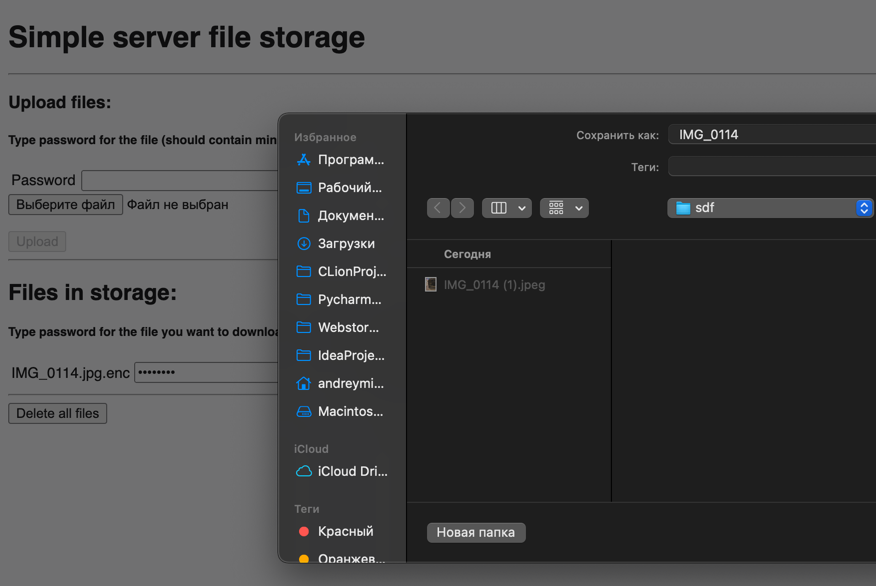 Simple server file storage
Upload files:
Type password for the file (should contain min
Password
Выберите файл Файл не выбран
Upload
Files in storage:
Type password for the file you want to downlo
IMG_0114.jpg.enc ••••••••
Delete all files
Избранное
Програм...
Рабочий...
Докумен...
Загрузки
CLionProj...
Pycharm...
Webstor...
IdeaProje...
andreymi...
Macintos...
iCloud
iCloud Dri...
Теги
Красный
Оранжев...
Сохранить как: IMG_0114
Теги:
sdf
Сегодня
IMG_0114 (1).jpeg
Новая папка